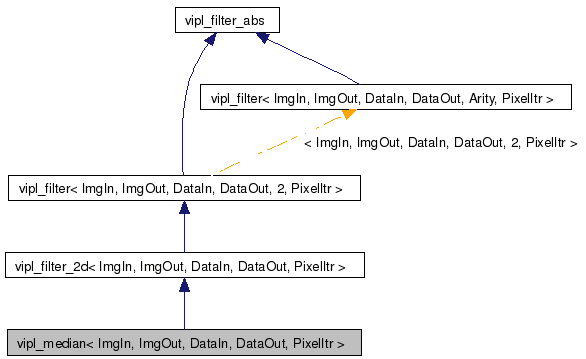 vipl_filter_abs
vipl_filter< ImgIn, ImgOut, DataIn, DataOut, Arity, PixelItr >
< ImgIn, ImgOut, DataIn, DataOut, 2, PixelItr >
vipl_filter< ImgIn, ImgOut, DataIn, DataOut, 2, PixelItr >
vipl_filter_2d< ImgIn, ImgOut, DataIn, DataOut, PixelItr >
vipl_median< ImgIn, ImgOut, DataIn, DataOut, PixelItr >